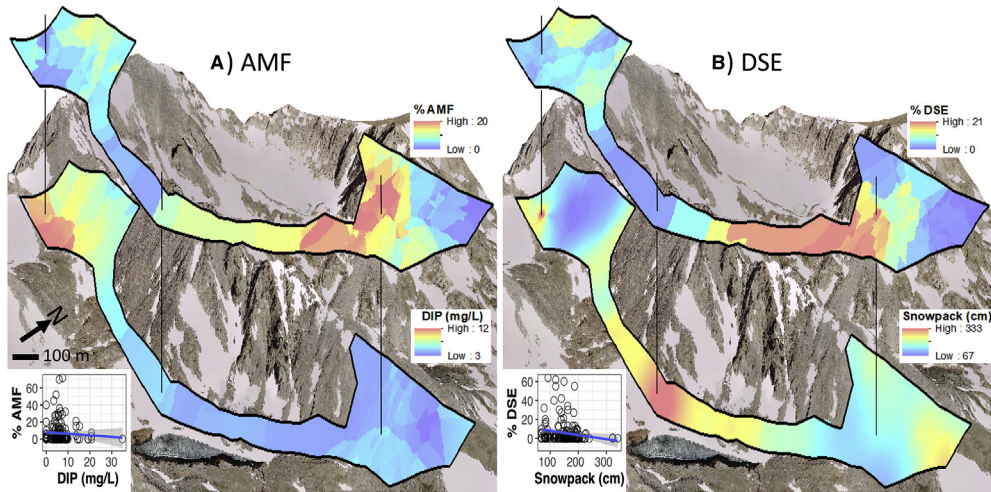 A) AMF
% AMF
High : 20
Low : 0
DIP (mg/L)
High : 12
Low : 3
N
100 m
% AMF
60
40
20
0
0 10 20 30
DIP (mg/L)
B) DSE
% DSE
High : 21
Low : 0
Snowpack (cm)
High : 333
Low : 67
% DSE
60
40
20
0
100 200 300
Snowpack (cm)